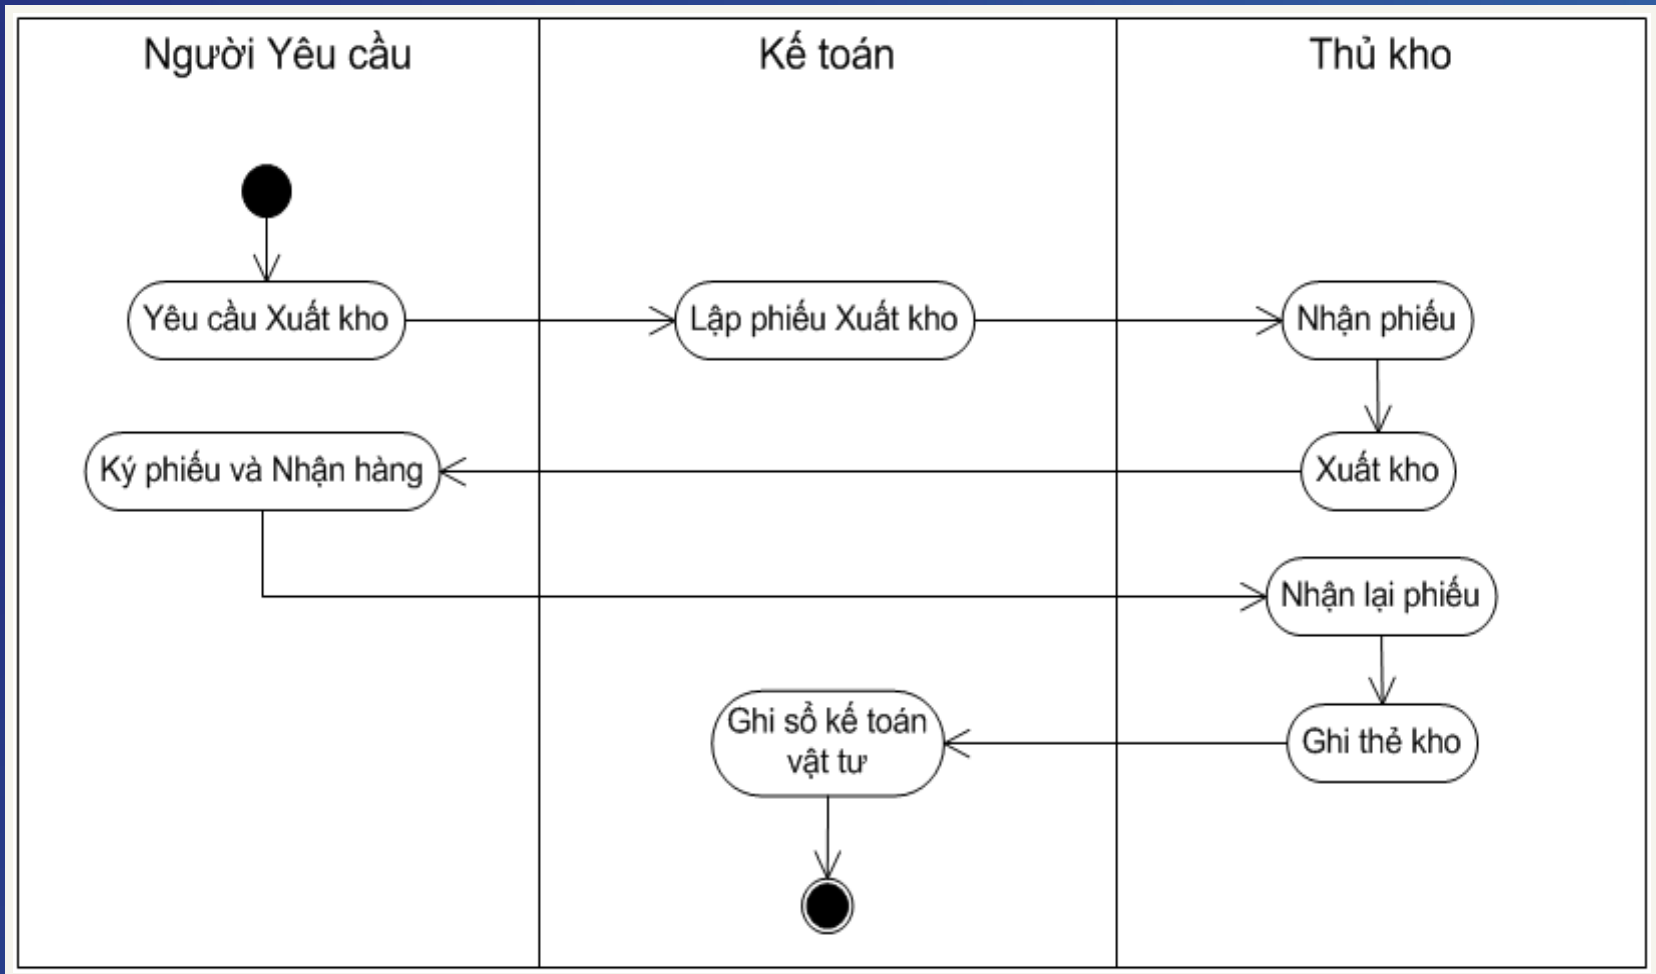 Người Yêu cầu
Kế toán
Thủ kho
Yêu cầu Xuất kho
Lập phiếu Xuất kho
Nhận phiếu
Ký phiếu và Nhận hàng
Xuất kho
Nhận lại phiếu
Ghi sổ kế toán
vật tư
Ghi thẻ kho